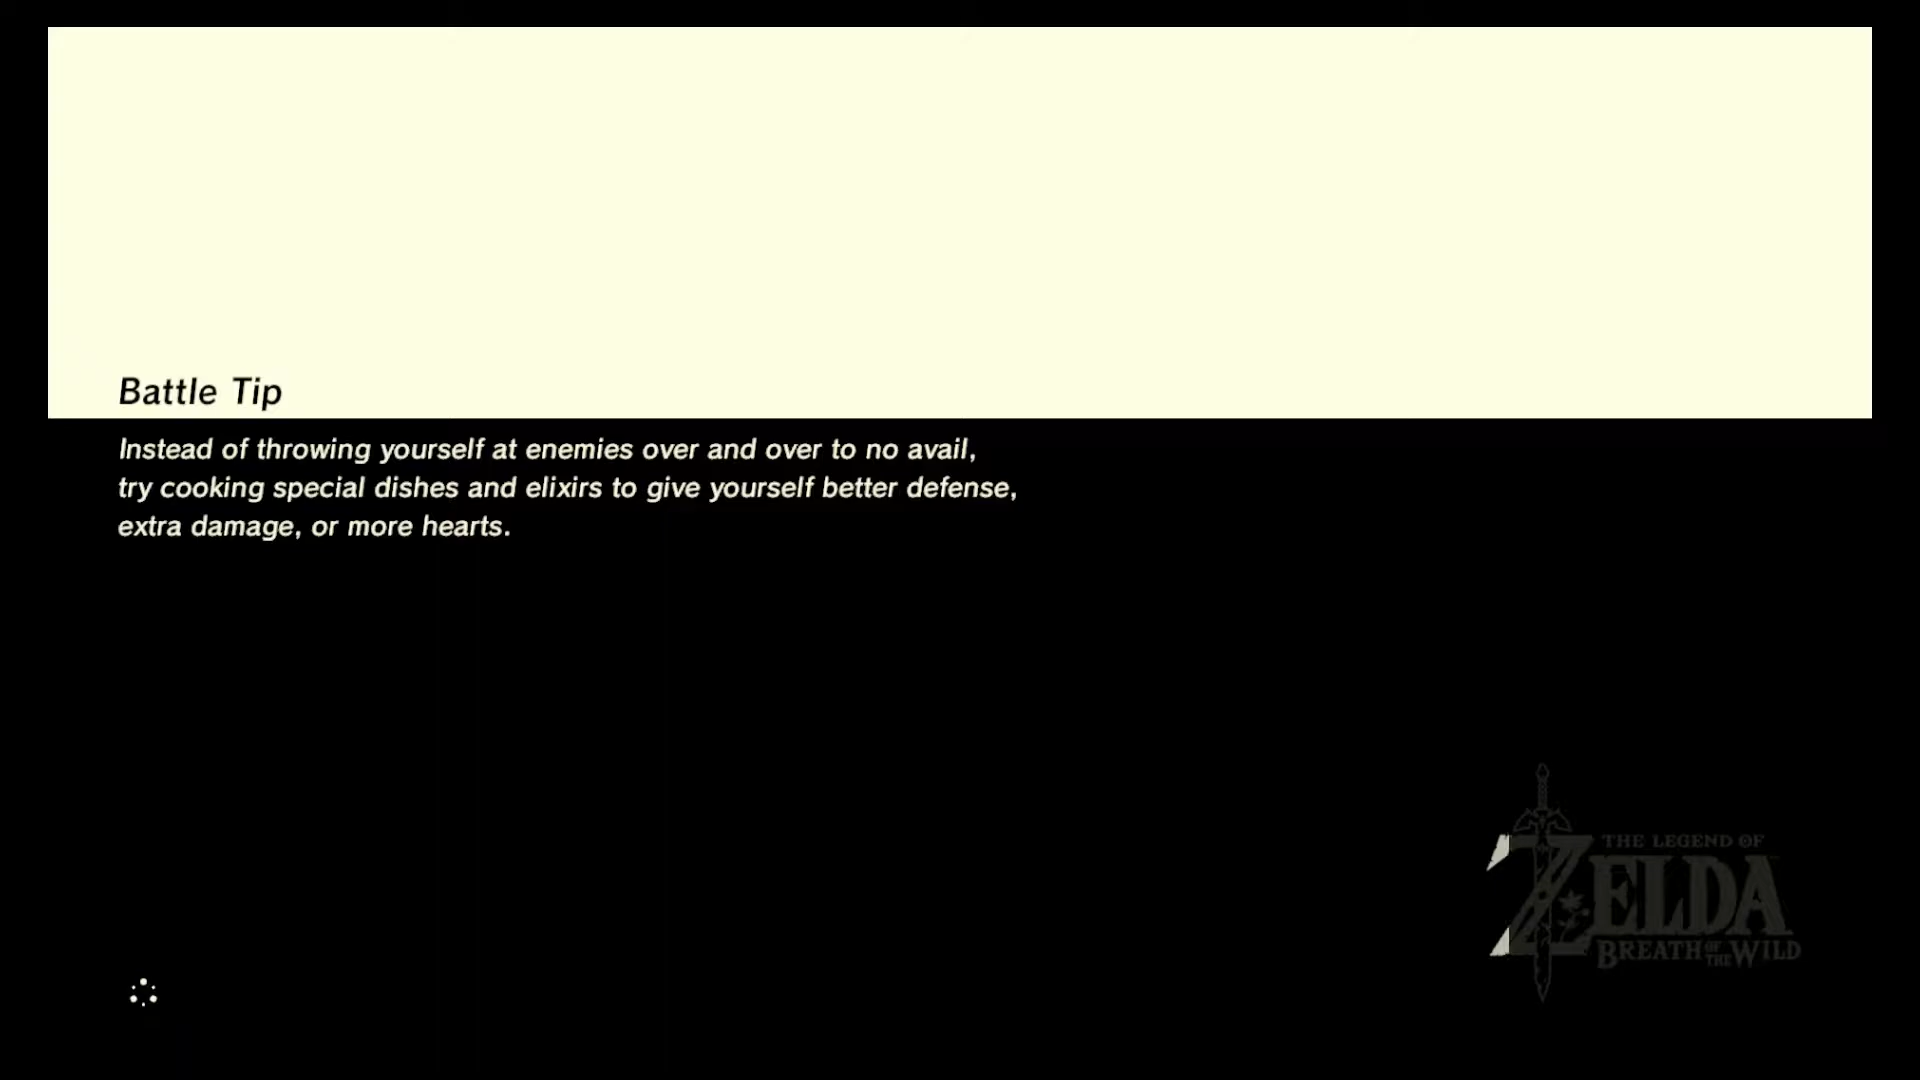 Battle Tip
Instead of throwing yourself at enemies over and over to no avail,
try cooking special dishes and elixirs to give yourself better defense,
extra damage, or more hearts.
THE LEGEND OF
ZELDA
BREATH OF THE WILD